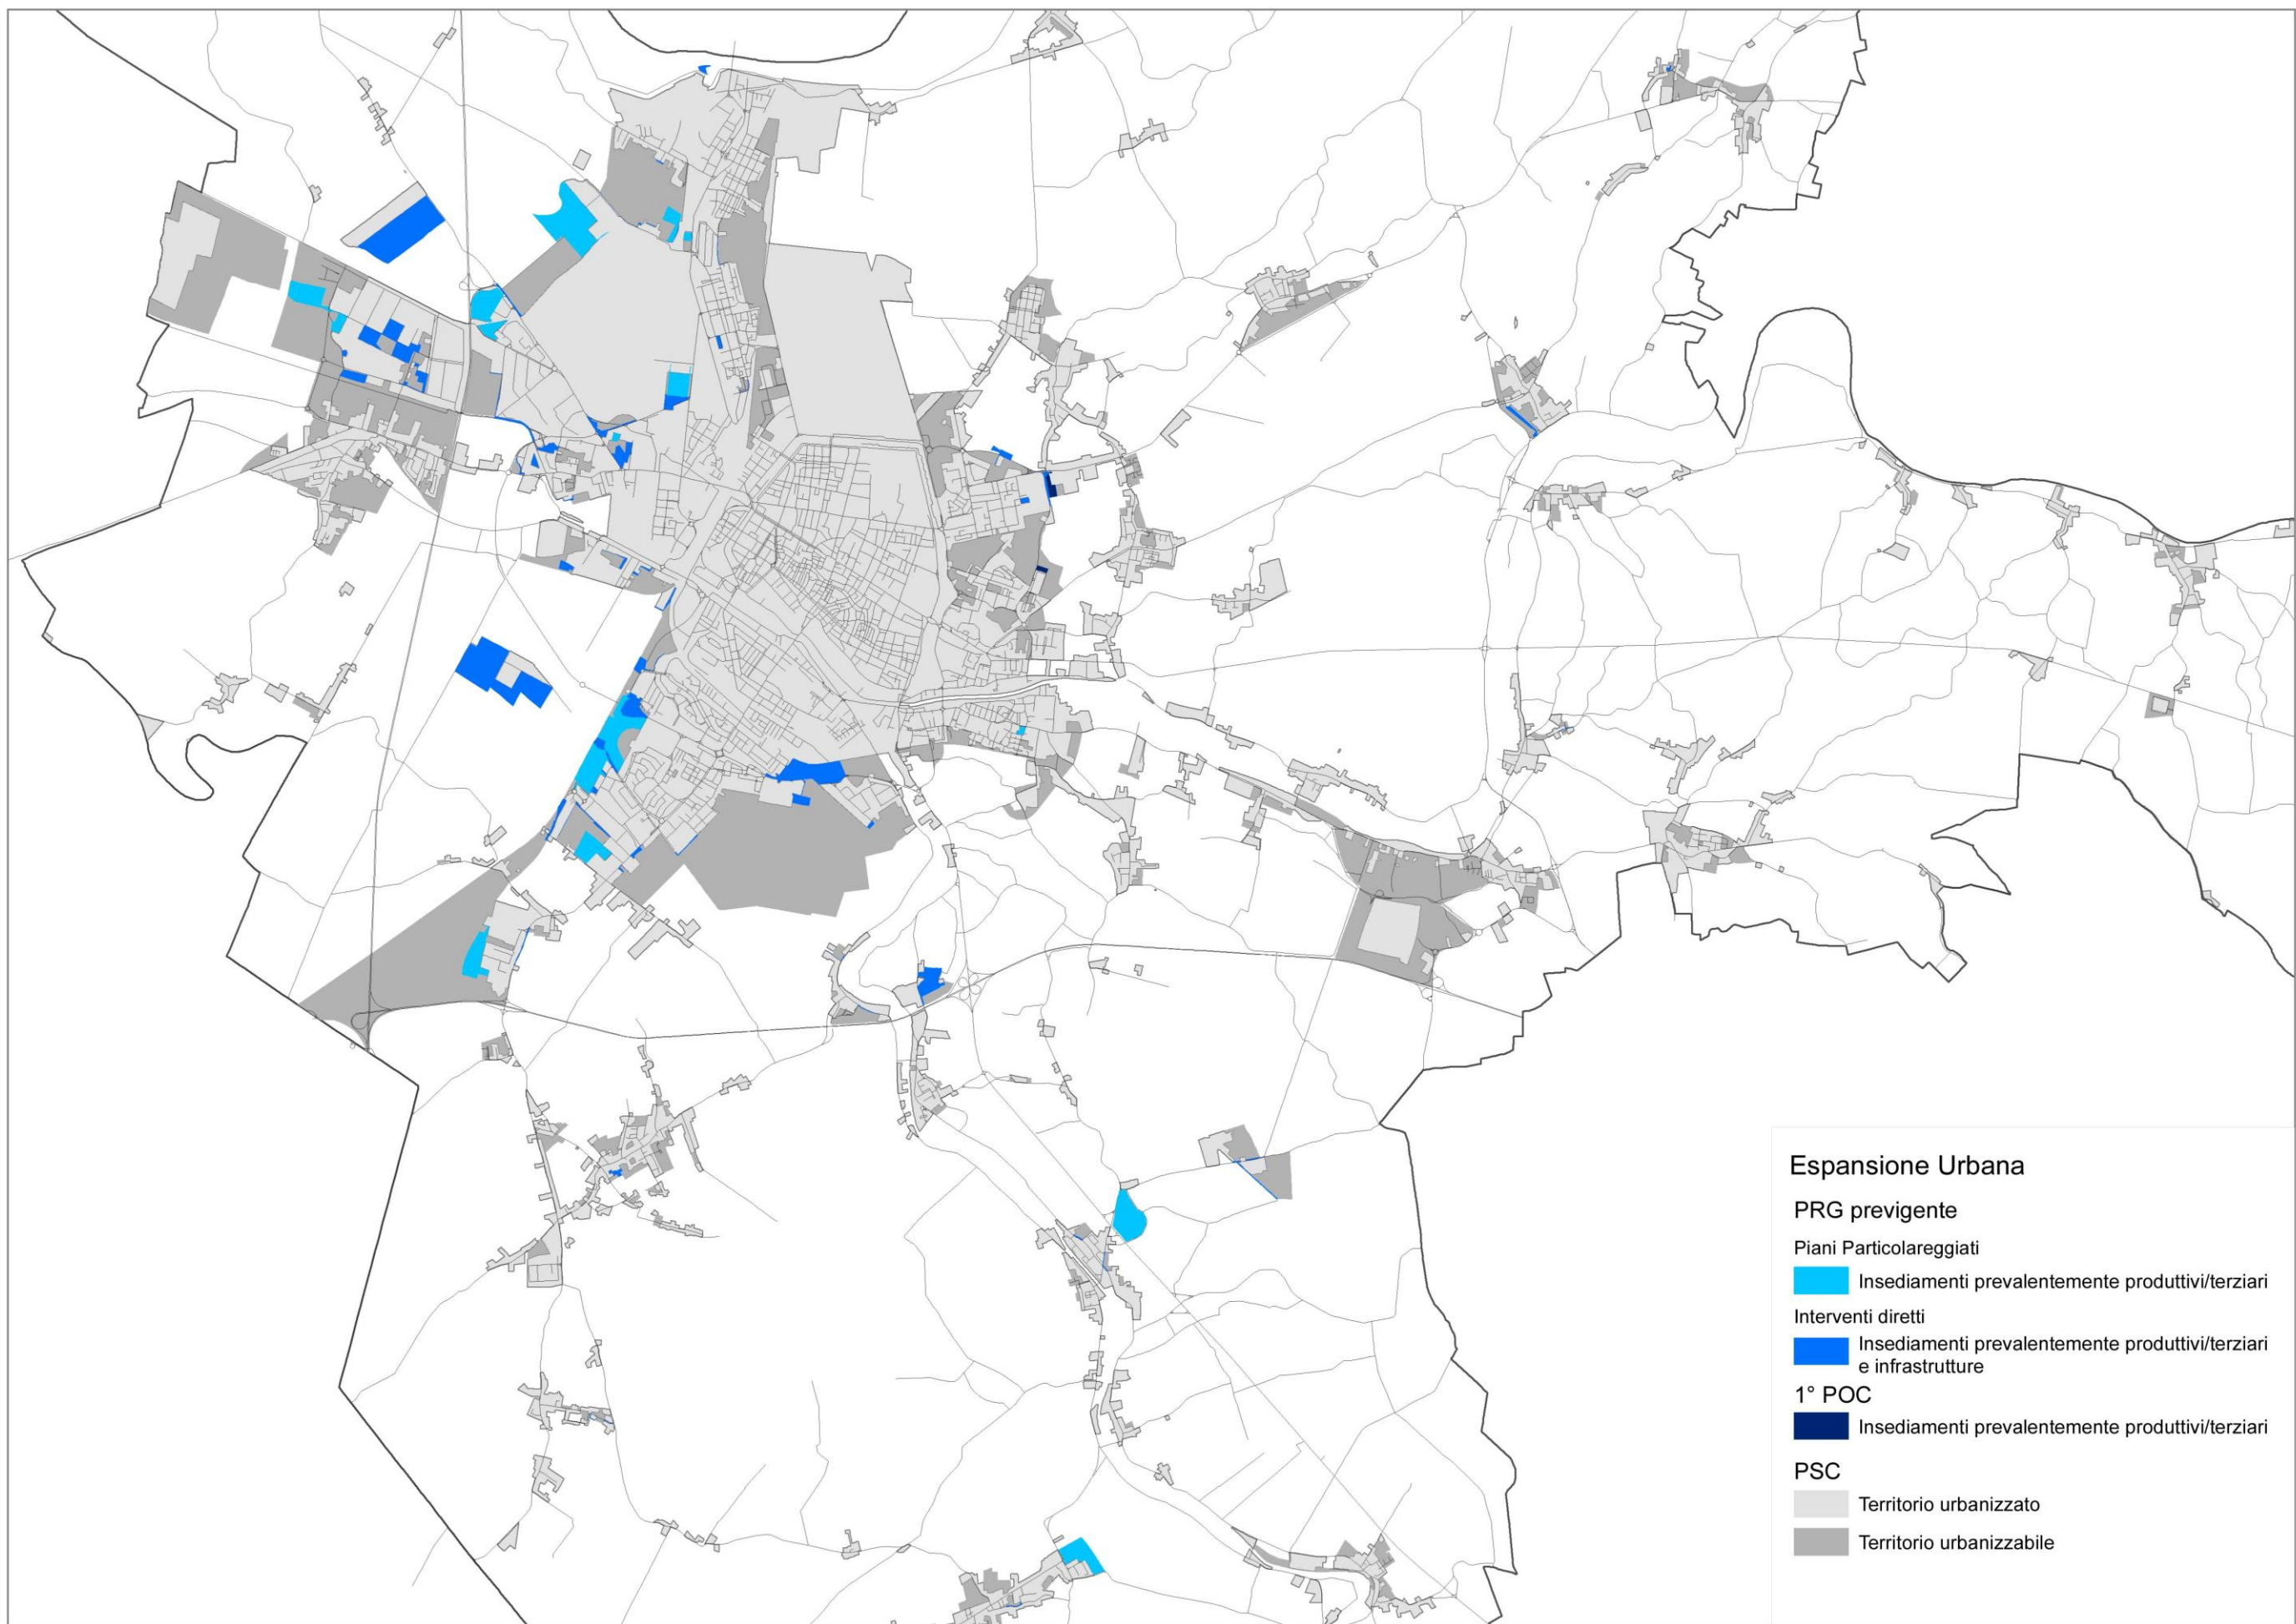 Espansione Urbana
PRG previgente
Piani Particolareggiati
Insediamenti prevalentemente produttivi/terziari
Interventi diretti
Insediamenti prevalentemente produttivi/terziari
e infrastrutture
1° POC
Insediamenti prevalentemente produttivi/terziari
PSC
Territorio urbanizzato
Territorio urbanizzabile